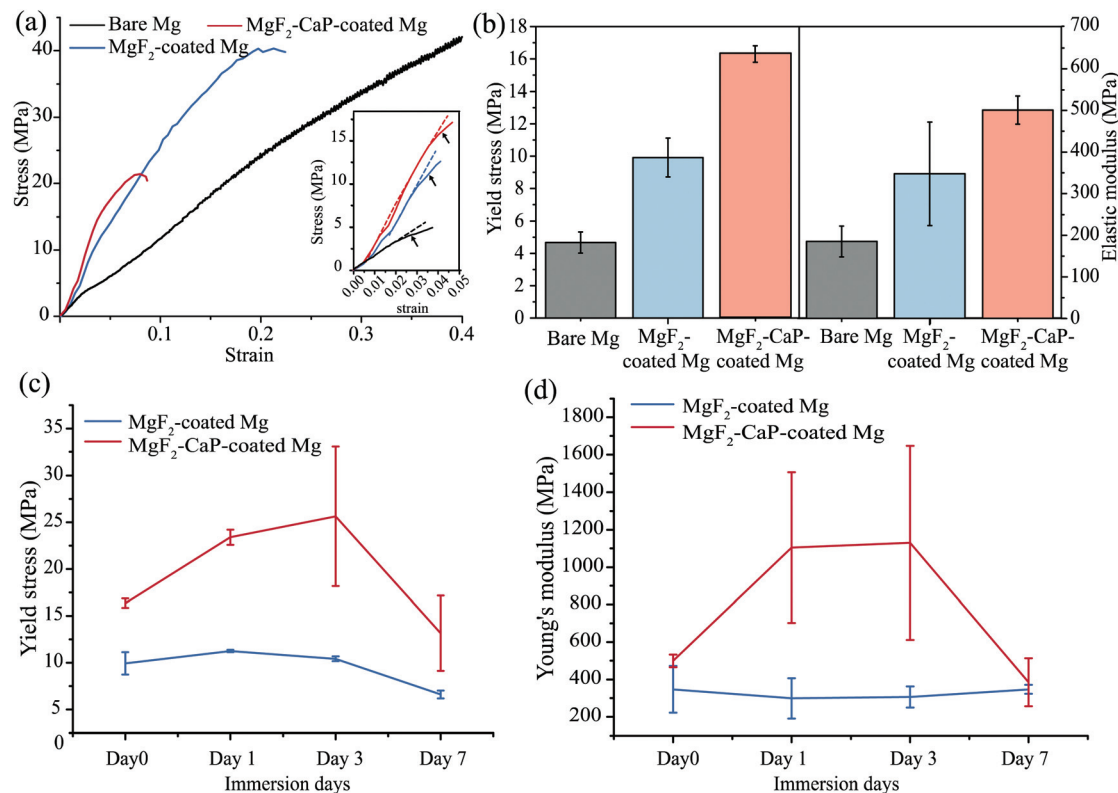 (a)
Bare Mg
MgF₂-CaP-coated Mg
MgF₂-coated Mg
Stress (MPa)
40
30
20
10
0
0.1
0.2
0.3
0.4
Strain
Stress (MPa)
15
10
5
0
0.00
0.01
0.02
0.03
0.04
0.05
strain
(b)
Yield stress (MPa)
18
16
14
12
10
8
6
4
2
0
Bare Mg
MgF₂-
coated Mg
MgF₂-CaP-
coated Mg
Bare Mg
MgF₂-
coated Mg
MgF₂-CaP-
coated Mg
700
600
500
400
300
200
100
0
Elastic modulus (MPa)
(c)
MgF₂-coated Mg
MgF₂-CaP-coated Mg
Yield stress (MPa)
35
30
25
20
15
10
5
0
Day0
Day 1
Day 3
Day 7
Immersion days
(d)
MgF₂-coated Mg
MgF₂-CaP-coated Mg
Young's modulus (MPa)
1800
1600
1400
1200
1000
600
400
200
Day0
Day 1
Day 3
Day 7
Immersion days